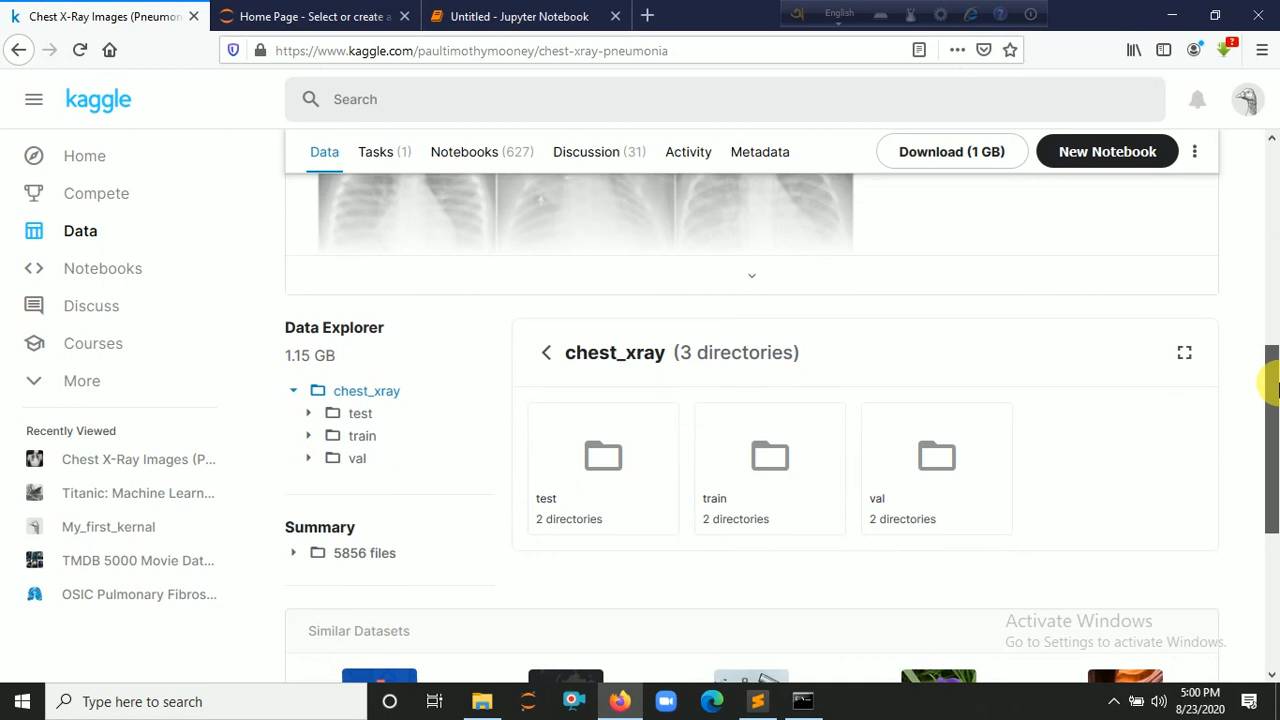 Chest X-Ray Images (Pneumon
Home Page - Select or create a
Untitled - Jupyter Notebook
English
https://www.kaggle.com/paultimothymooney/chest-xray-pneumonia
kaggle
Search
Home
Compete
Data
Notebooks
Discuss
Courses
More
Recently Viewed
Chest X-Ray Images (P...
Titanic: Machine Learn...
My_first_kernal
TMDB 5000 Movie Dat...
OSIC Pulmonary Fibros...
Data
Tasks (1)
Notebooks (627)
Discussion (31)
Activity
Metadata
Download (1 GB)
New Notebook
Data Explorer
1.15 GB
chest_xray
test
train
val
Summary
5856 files
chest_xray (3 directories)
test
2 directories
train
2 directories
val
2 directories
Similar Datasets
Activate Windows
Go to Settings to activate Windows.
Type here to search
5:00 PM
8/23/2020